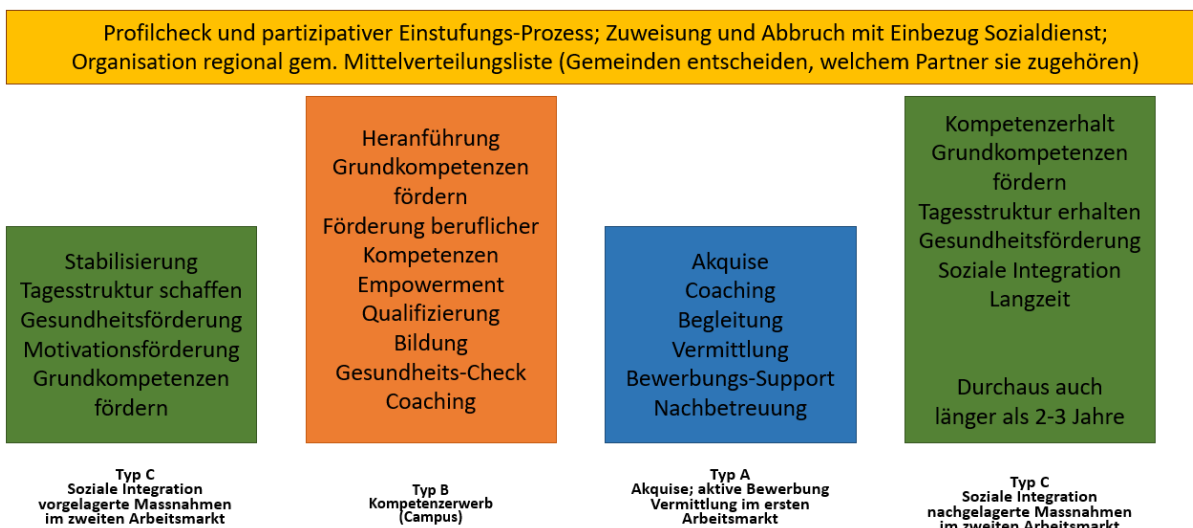 Profilcheck und partizipativer Einstufungs-Prozess; Zuweisung und Abbruch mit Einbezug Sozialdienst;
Organisation regional gem. Mittelverteilungsliste (Gemeinden entscheiden, welchem Partner sie zugehören)
Stabilisierung
Tagesstruktur schaffen
Gesundheitsförderung
Motivationsförderung
Grundkompetenzen
fördern
Typ C
Soziale Integration
vorgelagerte Massnahmen
im zweiten Arbeitsmarkt
Heranführung
Grundkompetenzen
fördern
Förderung beruflicher
Kompetenzen
Empowerment
Qualifizierung
Bildung
Gesundheits-Check
Coaching
Typ B
Kompetenzerwerb
(Campus)
Akquise
Coaching
Begleitung
Vermittlung
Bewerbungs-Support
Nachbetreuung
Typ A
Akquise; aktive Bewerbung
Vermittlung im ersten
Arbeitsmarkt
Kompetenzerhalt
Grundkompetenzen
fördern
Tagesstruktur erhalten
Gesundheitsförderung
Soziale Integration
Langzeit
Durchaus auch
länger als 2-3 Jahre
Typ C
Soziale Integration
nachgelagerte Massnahmen
im zweiten Arbeitsmarkt